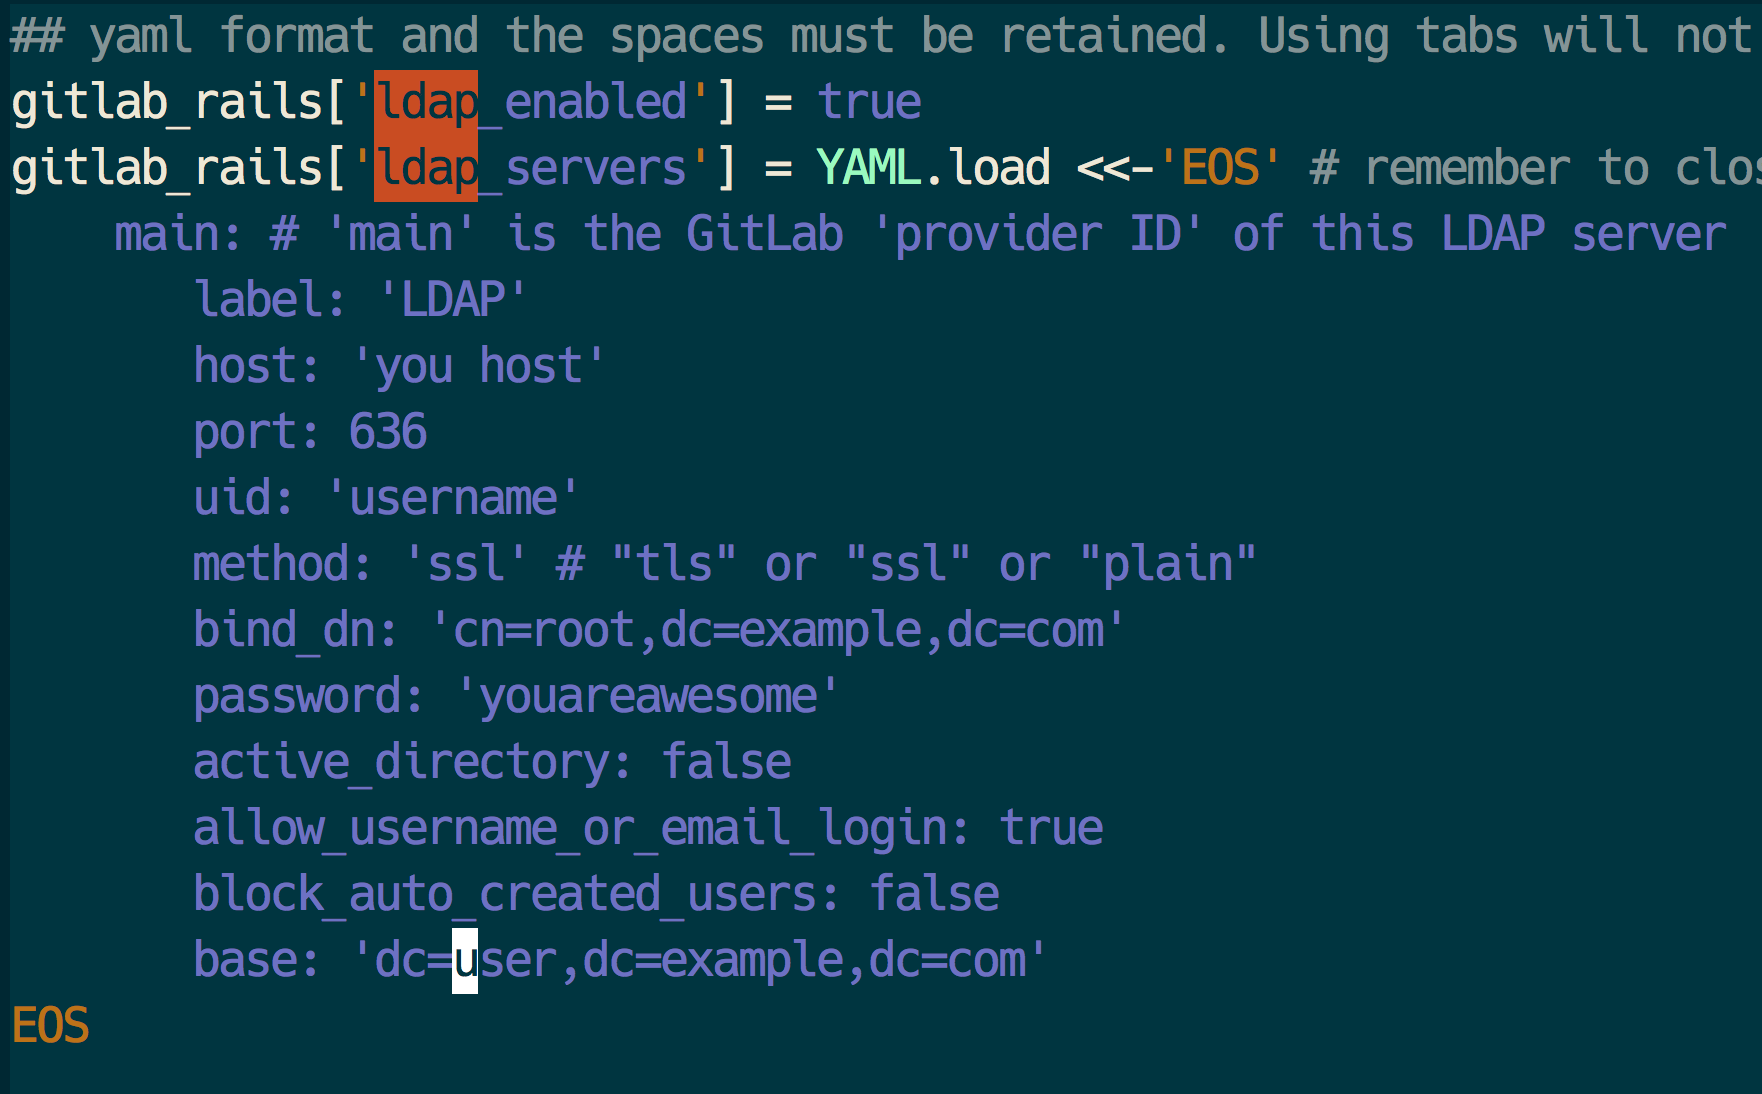 ## yaml format and the spaces must be retained. Using tabs will not
gitlab_rails['ldap_enabled'] = true
gitlab_rails['ldap_servers'] = YAML.load <<-'EOS' # remember to clos
main: # 'main' is the GitLab 'provider ID' of this LDAP server
label: 'LDAP'
host: 'you host'
port: 636
uid: 'username'
method: 'ssl' # "tls" or "ssl" or "plain"
bind_dn: 'cn=root,dc=example,dc=com'
password: 'youareawesome'
active_directory: false
allow_username_or_email_login: true
block_auto_created_users: false
base: 'dc=user,dc=example,dc=com'
EOS